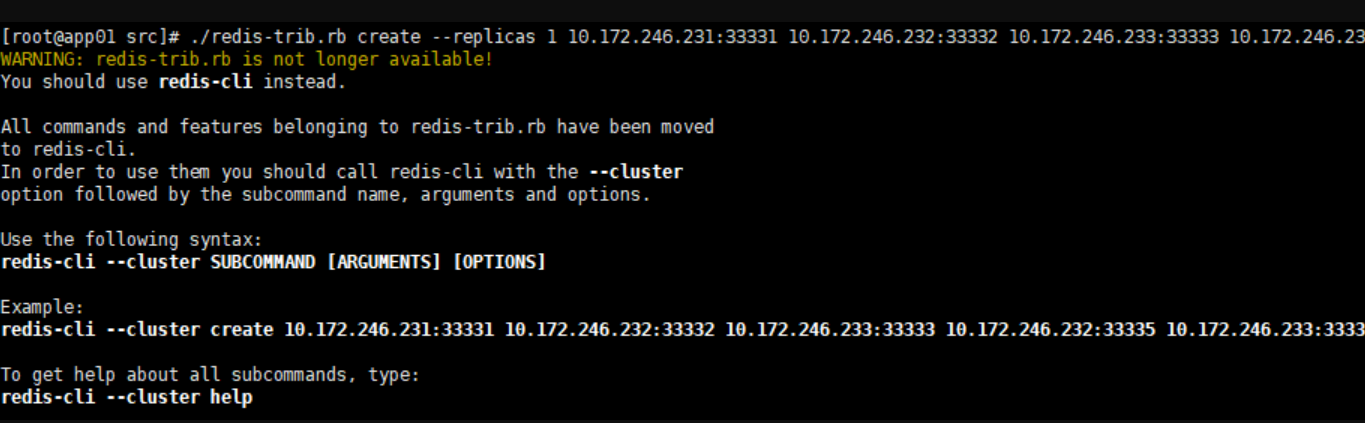 [root@app01 src]# ./redis-trib.rb create --replicas 1 10.172.246.231:33331 10.172.246.232:33332 10.172.246.233:33333 10.172.246.23
WARNING: redis-trib.rb is not longer available!
You should use redis-cli instead.
All commands and features belonging to redis-trib.rb have been moved
to redis-cli.
In order to use them you should call redis-cli with the --cluster
option followed by the subcommand name, arguments and options.
Use the following syntax:
redis-cli --cluster SUBCOMMAND [ARGUMENTS] [OPTIONS]
Example:
redis-cli --cluster create 10.172.246.231:33331 10.172.246.232:33332 10.172.246.233:33333 10.172.246.232:33335 10.172.246.233:3333
To get help about all subcommands, type:
redis-cli --cluster help